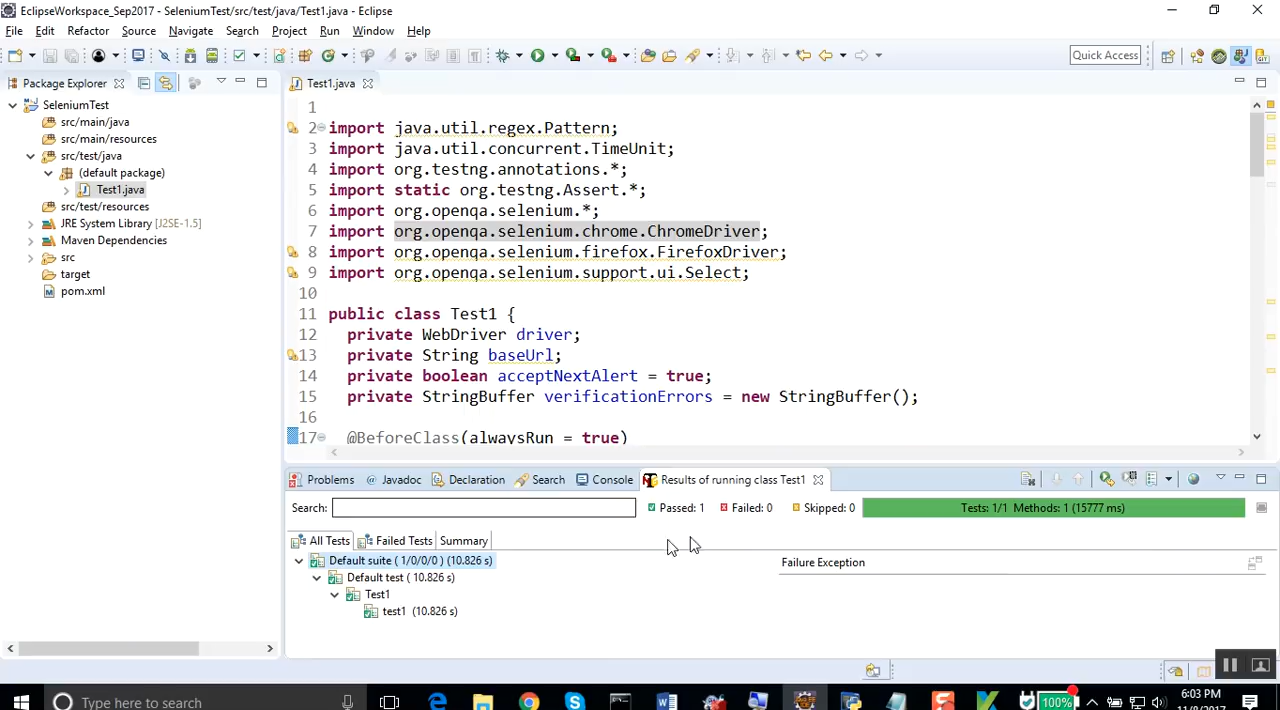 EclipseWorkspace_Sep2017 - SeleniumTest/src/test/java/Test1.java - Eclipse
File Edit Refactor Source Navigate Search Project Run Window Help
Quick Access
Package Explorer
SeleniumTest
src/main/java
src/main/resources
src/test/java
(default package)
Test1.java
src/test/resources
JRE System Library [J2SE-1.5]
Maven Dependencies
src
target
pom.xml
Test1.java
1
2 import java.util.regex.Pattern;
3 import java.util.concurrent.TimeUnit;
4 import org.testng.annotations.*;
5 import static org.testng.Assert.*;
6 import org.openqa.selenium.*;
7 import org.openqa.selenium.chrome.ChromeDriver;
8 import org.openqa.selenium.firefox.FirefoxDriver;
9 import org.openqa.selenium.support.ui.Select;
10
11 public class Test1 {
12 private WebDriver driver;
13 private String baseUrl;
14 private boolean acceptNextAlert = true;
15 private StringBuffer verificationErrors = new StringBuffer();
16
17 @BeforeClass(alwaysRun = true)
Problems @ Javadoc Declaration Search Console Results of running class Test1
Search: Passed: 1 Failed: 0 Skipped: 0 Tests: 1/1 Methods: 1 (15777 ms)
All Tests Failed Tests Summary
Default suite ( 1/0/0/0 ) (10.826 s)
Failure Exception
Default test ( 10.826 s)
Test1
test1 (10.826 s)
Type here to search
100%
6:03 PM